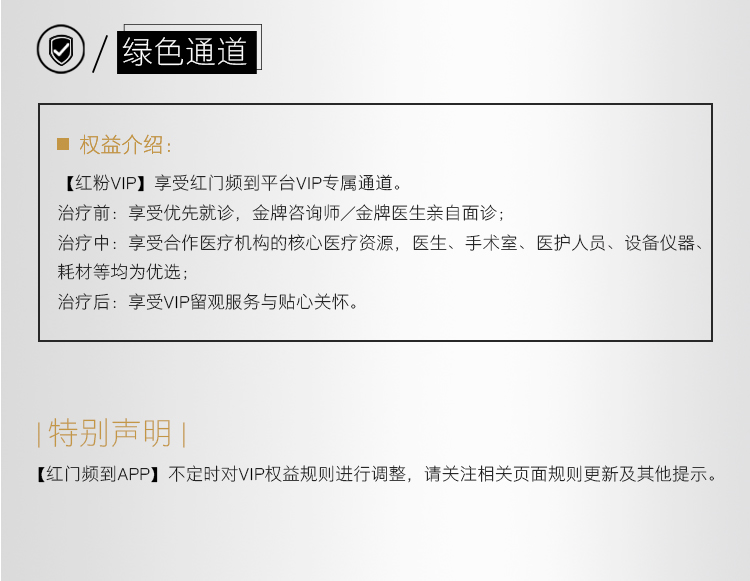 绿色通道
权益介绍：
【红粉VIP】享受红门频到平台VIP专属通道。
治疗前：享受优先就诊，金牌咨询师／金牌医生亲自面诊；
治疗中：享受合作医疗机构的核心医疗资源，医生、手术室、医护人员、设备仪器、
耗材等均为优选；
治疗后：享受VIP留观服务与贴心关怀。
|特别声明|
【红门频到APP】不定时对VIP权益规则进行调整，请关注相关页面规则更新及其他提示。